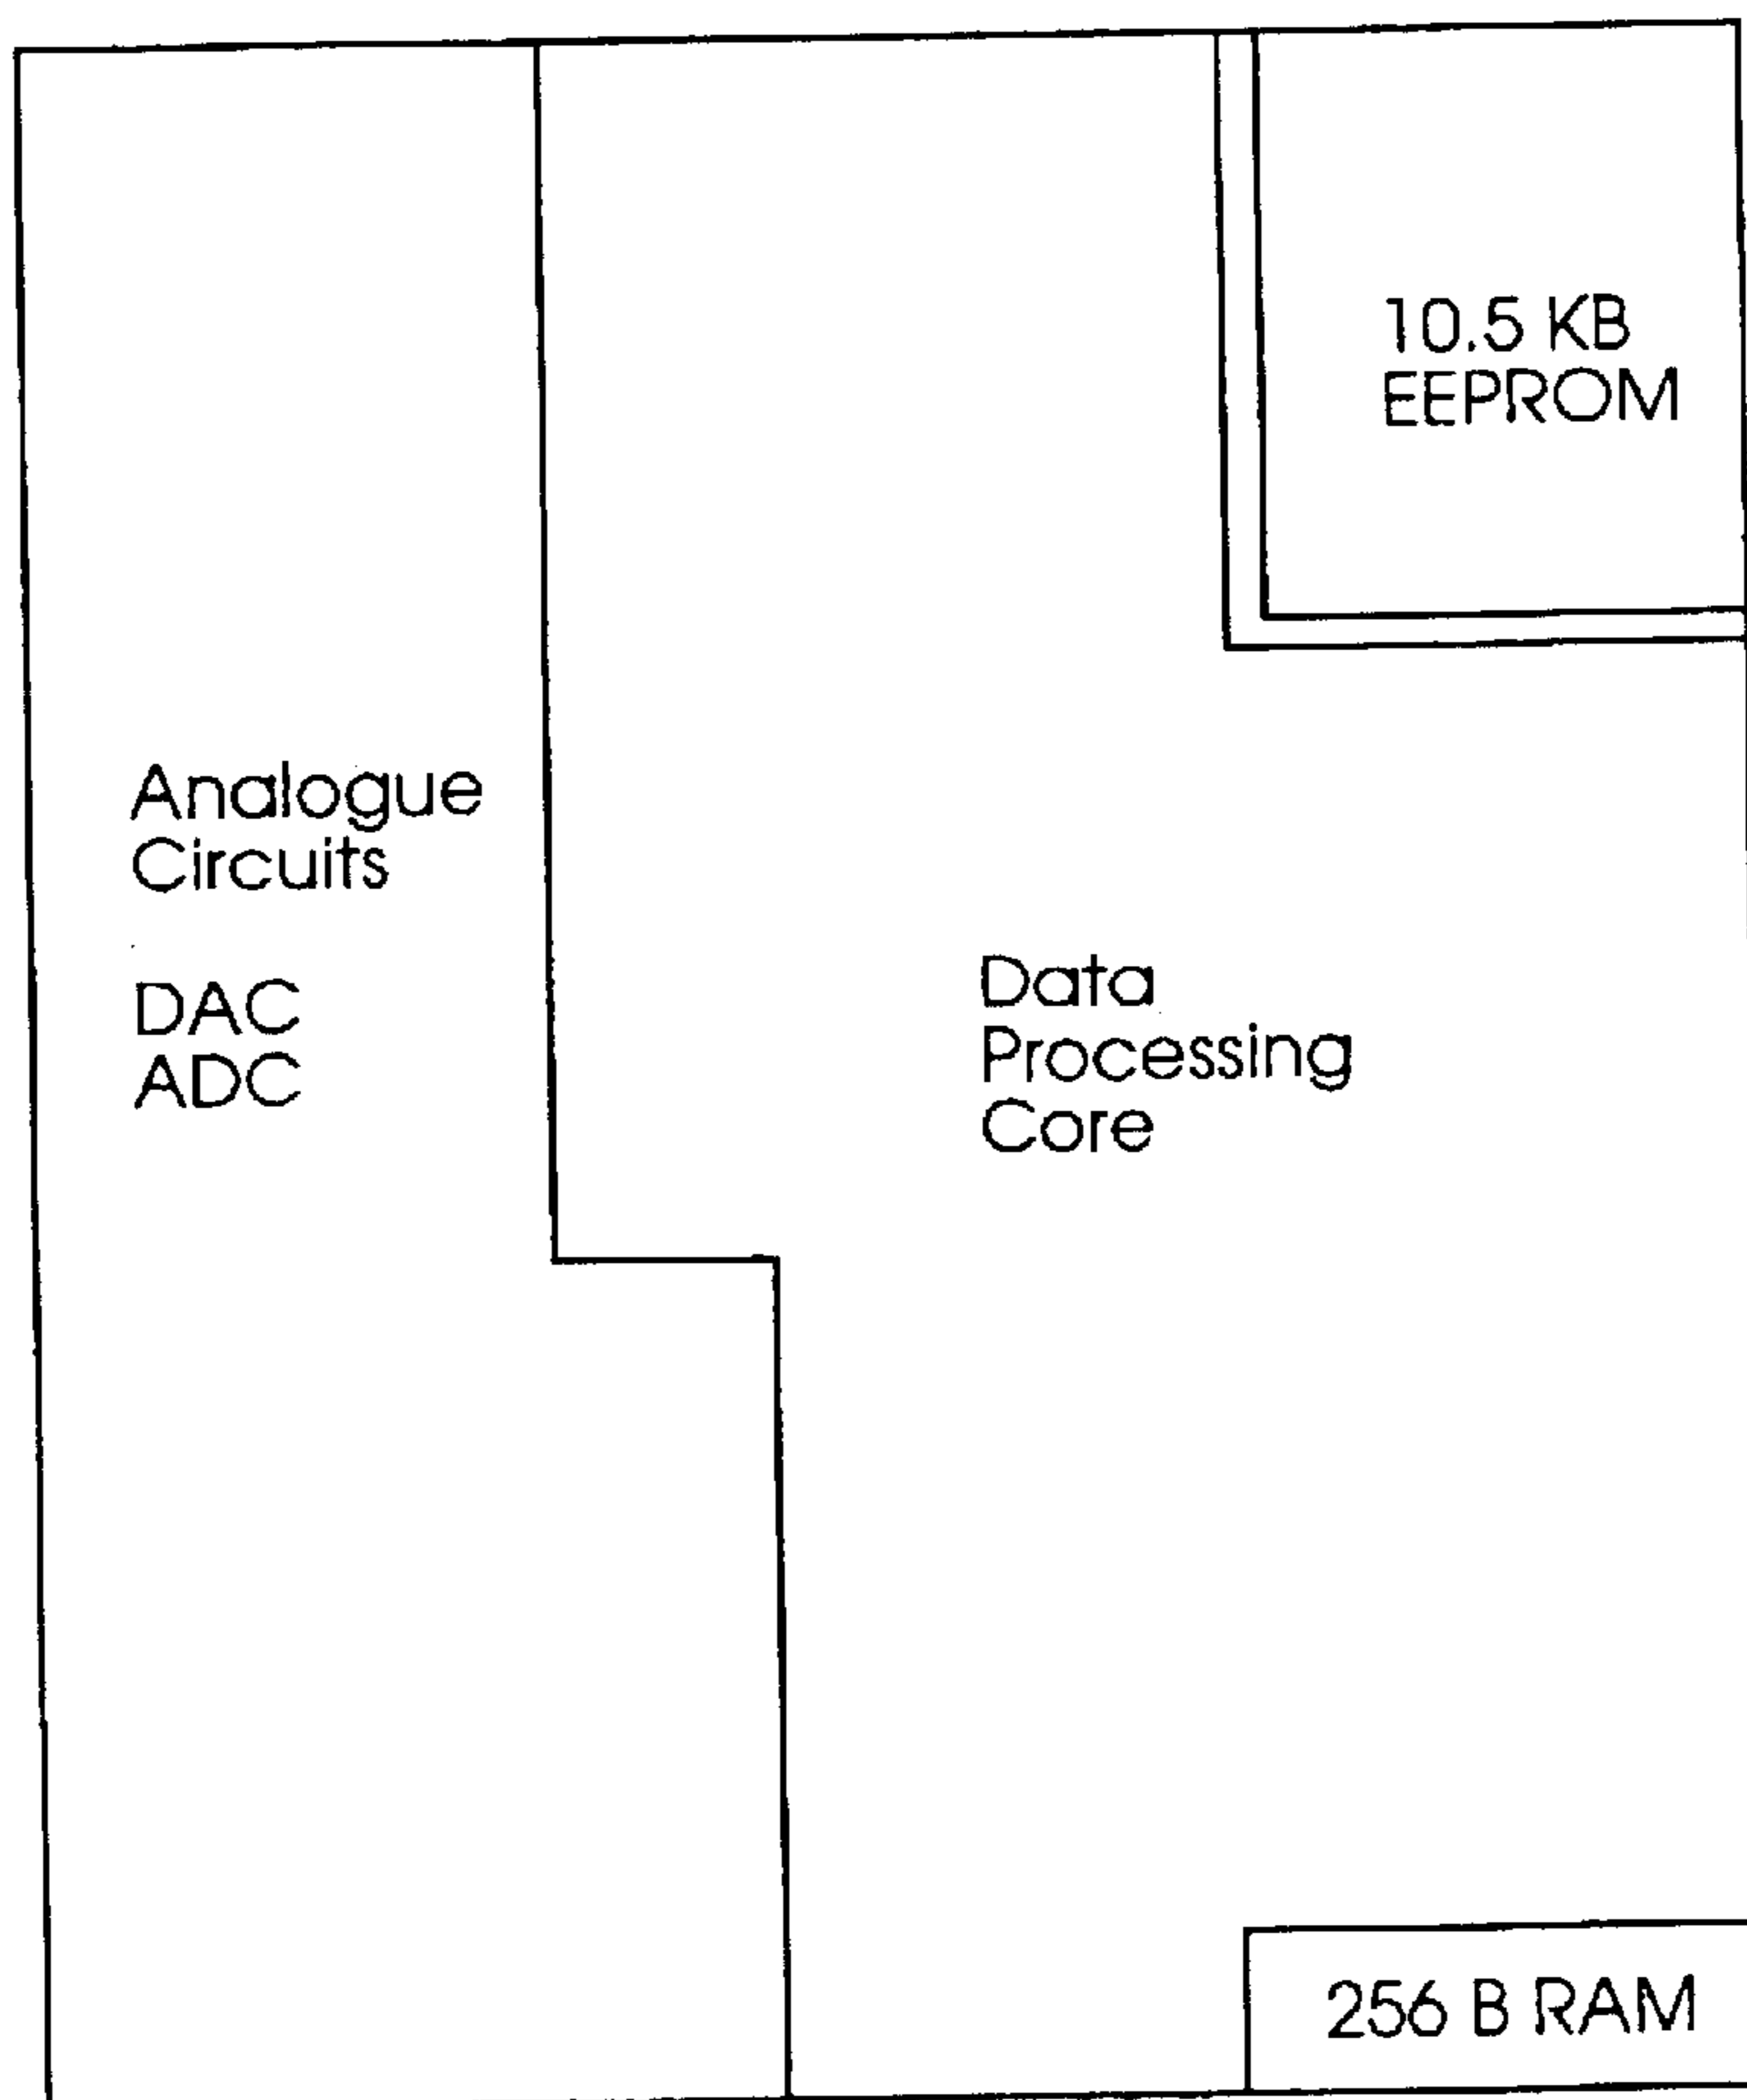 10.5 KB
EEPROM
Analogue
Circuits
DAC
ADC
Data
Processing
Core
256 B RAM